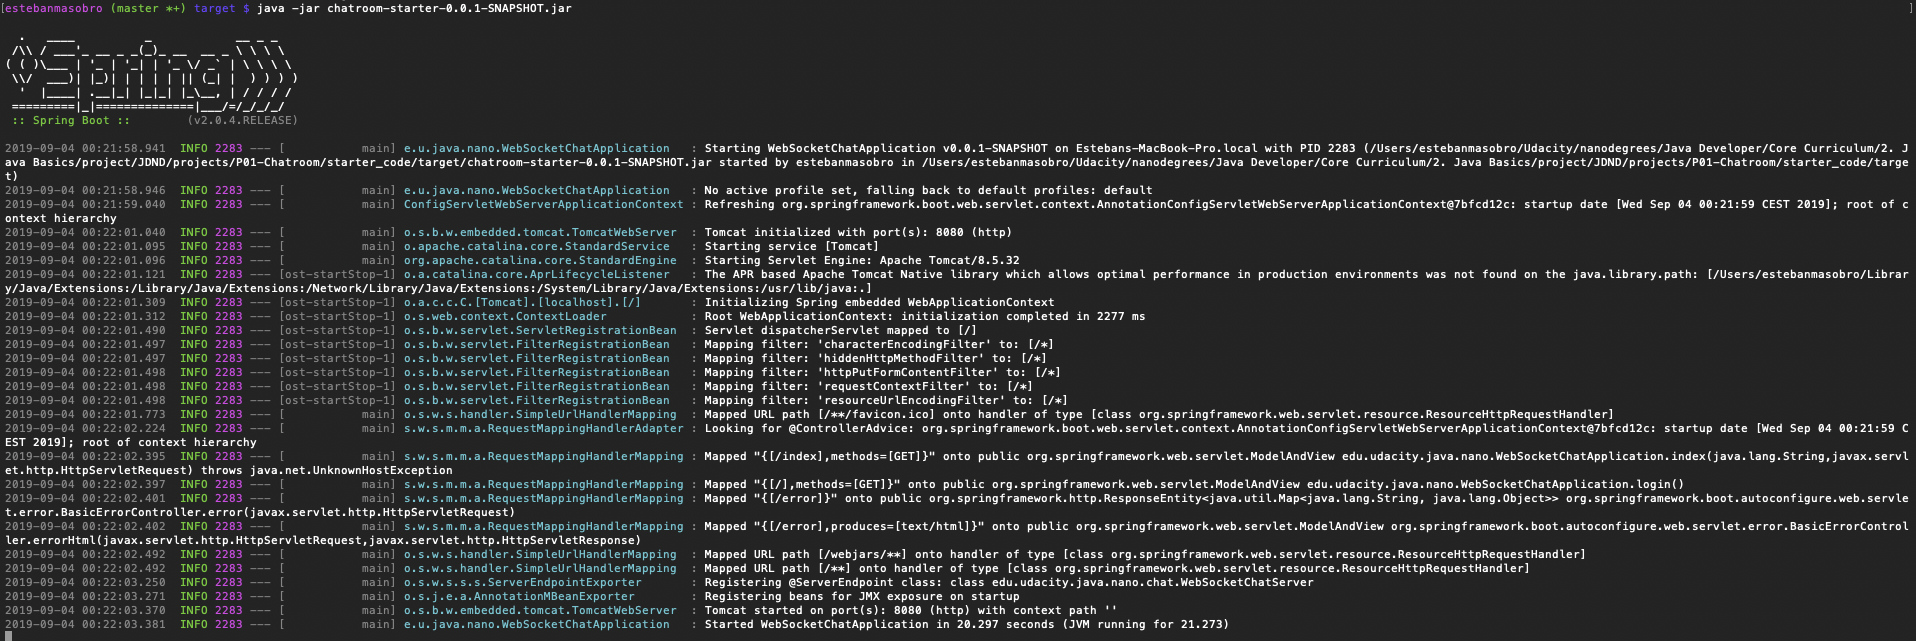 [estebanmasobro (master *+) target $ java -jar chatroom-starter-0.0.1-SNAPSHOT.jar ]
  .   ____          _            __ _ _
 /\\ / ___'_ __ _ _(_)_ __  __ _ \ \ \ \
( ( )\___ | '_ | '_| | '_ \/ _` | \ \ \ \
 \\/  ___)| |_)| | | | | || (_| |  ) ) ) )
  '  |____| .__|_| |_|_| |_\__, | / / / /
 =========|_|==============|___/=/_/_/_/
 :: Spring Boot ::        (v2.0.4.RELEASE)
2019-09-04 00:21:58.941  INFO 2283 --- [           main] e.u.java.nano.WebSocketChatApplication   : Starting WebSocketChatApplication v0.0.1-SNAPSHOT on Estebans-MacBook-Pro.local with PID 2283 (/Users/estebanmasobro/Udacity/nanodegrees/Java Developer/Core Curriculum/2. J
ava Basics/project/JDND/projects/P01-Chatroom/starter_code/target/chatroom-starter-0.0.1-SNAPSHOT.jar started by estebanmasobro in /Users/estebanmasobro/Udacity/nanodegrees/Java Developer/Core Curriculum/2. Java Basics/project/JDND/projects/P01-Chatroom/starter_code/targe
t)
2019-09-04 00:21:58.946  INFO 2283 --- [           main] e.u.java.nano.WebSocketChatApplication   : No active profile set, falling back to default profiles: default
2019-09-04 00:21:59.040  INFO 2283 --- [           main] ConfigServletWebServerApplicationContext : Refreshing org.springframework.boot.web.servlet.context.AnnotationConfigServletWebServerApplicationContext@7bfcd12c: startup date [Wed Sep 04 00:21:59 CEST 2019]; root of c
ontext hierarchy
2019-09-04 00:22:01.040  INFO 2283 --- [           main] o.s.b.w.embedded.tomcat.TomcatWebServer  : Tomcat initialized with port(s): 8080 (http)
2019-09-04 00:22:01.095  INFO 2283 --- [           main] o.apache.catalina.core.StandardService   : Starting service [Tomcat]
2019-09-04 00:22:01.096  INFO 2283 --- [           main] org.apache.catalina.core.StandardEngine  : Starting Servlet Engine: Apache Tomcat/8.5.32
2019-09-04 00:22:01.121  INFO 2283 --- [ost-startStop-1] o.a.catalina.core.AprLifecycleListener   : The APR based Apache Tomcat Native library which allows optimal performance in production environments was not found on the java.library.path: [/Users/estebanmasobro/Librar
y/Java/Extensions:/Library/Java/Extensions:/Network/Library/Java/Extensions:/System/Library/Java/Extensions:/usr/lib/java:.]
2019-09-04 00:22:01.309  INFO 2283 --- [ost-startStop-1] o.a.c.c.C.[Tomcat].[localhost].[/]       : Initializing Spring embedded WebApplicationContext
2019-09-04 00:22:01.312  INFO 2283 --- [ost-startStop-1] o.s.web.context.ContextLoader            : Root WebApplicationContext: initialization completed in 2277 ms
2019-09-04 00:22:01.490  INFO 2283 --- [ost-startStop-1] o.s.b.w.servlet.ServletRegistrationBean  : Servlet dispatcherServlet mapped to [/]
2019-09-04 00:22:01.497  INFO 2283 --- [ost-startStop-1] o.s.b.w.servlet.FilterRegistrationBean   : Mapping filter: 'characterEncodingFilter' to: [/*]
2019-09-04 00:22:01.497  INFO 2283 --- [ost-startStop-1] o.s.b.w.servlet.FilterRegistrationBean   : Mapping filter: 'hiddenHttpMethodFilter' to: [/*]
2019-09-04 00:22:01.498  INFO 2283 --- [ost-startStop-1] o.s.b.w.servlet.FilterRegistrationBean   : Mapping filter: 'httpPutFormContentFilter' to: [/*]
2019-09-04 00:22:01.498  INFO 2283 --- [ost-startStop-1] o.s.b.w.servlet.FilterRegistrationBean   : Mapping filter: 'requestContextFilter' to: [/*]
2019-09-04 00:22:01.498  INFO 2283 --- [ost-startStop-1] o.s.b.w.servlet.FilterRegistrationBean   : Mapping filter: 'resourceUrlEncodingFilter' to: [/*]
2019-09-04 00:22:01.773  INFO 2283 --- [           main] o.s.w.s.handler.SimpleUrlHandlerMapping  : Mapped URL path [/**/favicon.ico] onto handler of type [class org.springframework.web.servlet.resource.ResourceHttpRequestHandler]
2019-09-04 00:22:02.224  INFO 2283 --- [           main] s.w.s.m.m.a.RequestMappingHandlerAdapter : Looking for @ControllerAdvice: org.springframework.boot.web.servlet.context.AnnotationConfigServletWebServerApplicationContext@7bfcd12c: startup date [Wed Sep 04 00:21:59 C
EST 2019]; root of context hierarchy
2019-09-04 00:22:02.395  INFO 2283 --- [           main] s.w.s.m.m.a.RequestMappingHandlerMapping : Mapped "{[/index],methods=[GET]}" onto public org.springframework.web.servlet.ModelAndView edu.udacity.java.nano.WebSocketChatApplication.index(java.lang.String,javax.servl
et.http.HttpServletRequest) throws java.net.UnknownHostException
2019-09-04 00:22:02.397  INFO 2283 --- [           main] s.w.s.m.m.a.RequestMappingHandlerMapping : Mapped "{[/],methods=[GET]}" onto public org.springframework.web.servlet.ModelAndView edu.udacity.java.nano.WebSocketChatApplication.login()
2019-09-04 00:22:02.401  INFO 2283 --- [           main] s.w.s.m.m.a.RequestMappingHandlerMapping : Mapped "{[/error]}" onto public org.springframework.http.ResponseEntity<java.util.Map<java.lang.String, java.lang.Object>> org.springframework.boot.autoconfigure.web.servle
t.error.BasicErrorController.error(javax.servlet.http.HttpServletRequest)
2019-09-04 00:22:02.402  INFO 2283 --- [           main] s.w.s.m.m.a.RequestMappingHandlerMapping : Mapped "{[/error],produces=[text/html]}" onto public org.springframework.web.servlet.ModelAndView org.springframework.boot.autoconfigure.web.servlet.error.BasicErrorControl
ler.errorHtml(javax.servlet.http.HttpServletRequest,javax.servlet.http.HttpServletResponse)
2019-09-04 00:22:02.492  INFO 2283 --- [           main] o.s.w.s.handler.SimpleUrlHandlerMapping  : Mapped URL path [/webjars/**] onto handler of type [class org.springframework.web.servlet.resource.ResourceHttpRequestHandler]
2019-09-04 00:22:02.492  INFO 2283 --- [           main] o.s.w.s.handler.SimpleUrlHandlerMapping  : Mapped URL path [/**] onto handler of type [class org.springframework.web.servlet.resource.ResourceHttpRequestHandler]
2019-09-04 00:22:03.250  INFO 2283 --- [           main] o.s.w.s.s.s.ServerEndpointExporter       : Registering @ServerEndpoint class: class edu.udacity.java.nano.chat.WebSocketChatServer
2019-09-04 00:22:03.271  INFO 2283 --- [           main] o.s.j.e.a.AnnotationMBeanExporter        : Registering beans for JMX exposure on startup
2019-09-04 00:22:03.370  INFO 2283 --- [           main] o.s.b.w.embedded.tomcat.TomcatWebServer  : Tomcat started on port(s): 8080 (http) with context path ''
2019-09-04 00:22:03.381  INFO 2283 --- [           main] e.u.java.nano.WebSocketChatApplication   : Started WebSocketChatApplication in 20.297 seconds (JVM running for 21.273)